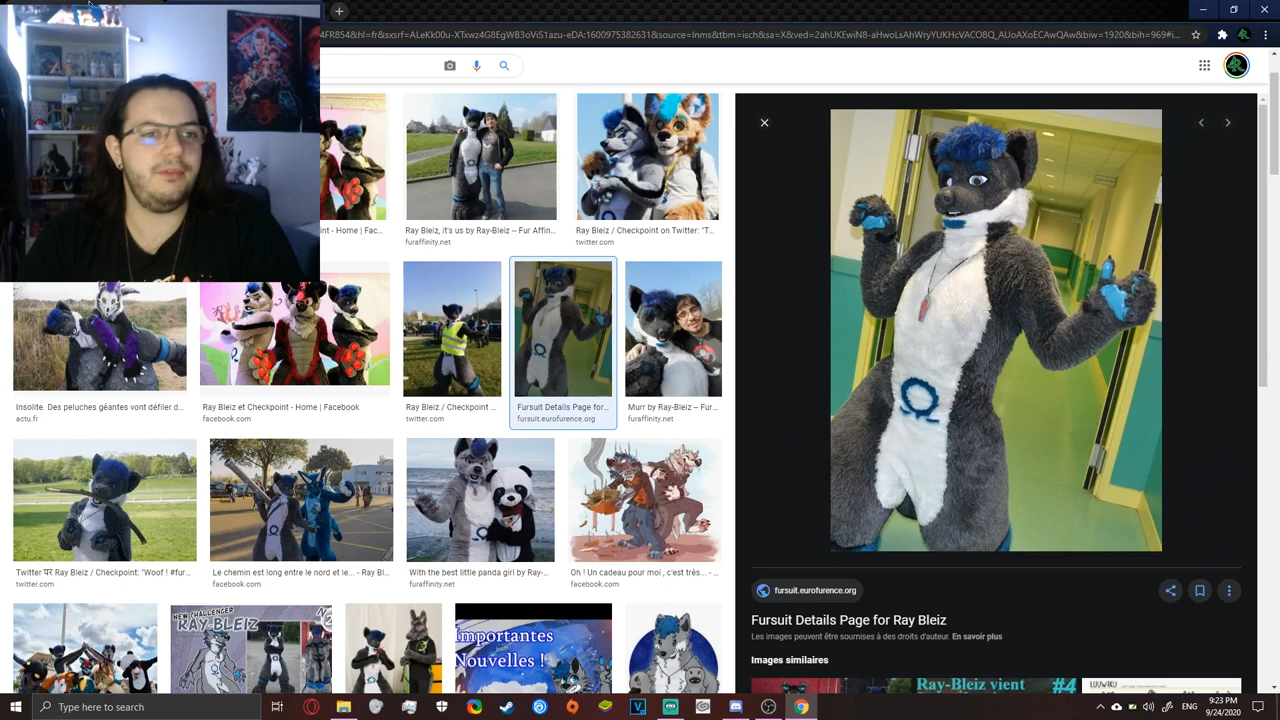 4FR854&hl=fr&sxsrf=ALeKk00u-XTxwz4G8EgWB3oViS1azu-eDA:1600975382631&source=lnms&tbm=isch&sa=X&ved=2ahUKEwiN8-aHwoLsAhWryYUKHcVACO8Q_AUoAXoECAwQAw&biw=1920&bih=969#i...
nt - Home | Fac...
Ray Bleiz, it's us by Ray-Bleiz -- Fur Affin...
furaffinity.net
Ray Bleiz / Checkpoint on Twitter: "T...
twitter.com
Insolite. Des peluches géantes vont défiler d...
actu.fr
Ray Bleiz et Checkpoint - Home | Facebook
facebook.com
Ray Bleiz / Checkpoint ...
twitter.com
Fursuit Details Page for...
fursuit.eurofurence.org
Murr by Ray-Bleiz -- Fur...
furaffinity.net
Twitter पर Ray Bleiz / Checkpoint: "Woof ! #fur...
twitter.com
Le chemin est long entre le nord et le... - Ray Bl...
facebook.com
With the best little panda girl by Ray-...
furaffinity.net
Oh ! Un cadeau pour moi , c'est très... - ...
facebook.com
NEW CHALLENGER
RAY BLEIZ
Importantes
Nouvelles !
fursuit.eurofurence.org
Fursuit Details Page for Ray Bleiz
Les images peuvent être soumises à des droits d'auteur. En savoir plus
Images similaires
Ray-Bleiz vient
#4
Type here to search
ENG
9:23 PM
9/24/2020